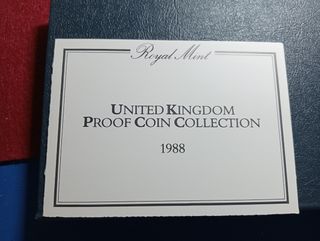 Royal Mint
UNITED KINGDOM
PROOF COIN COLLECTION
1988